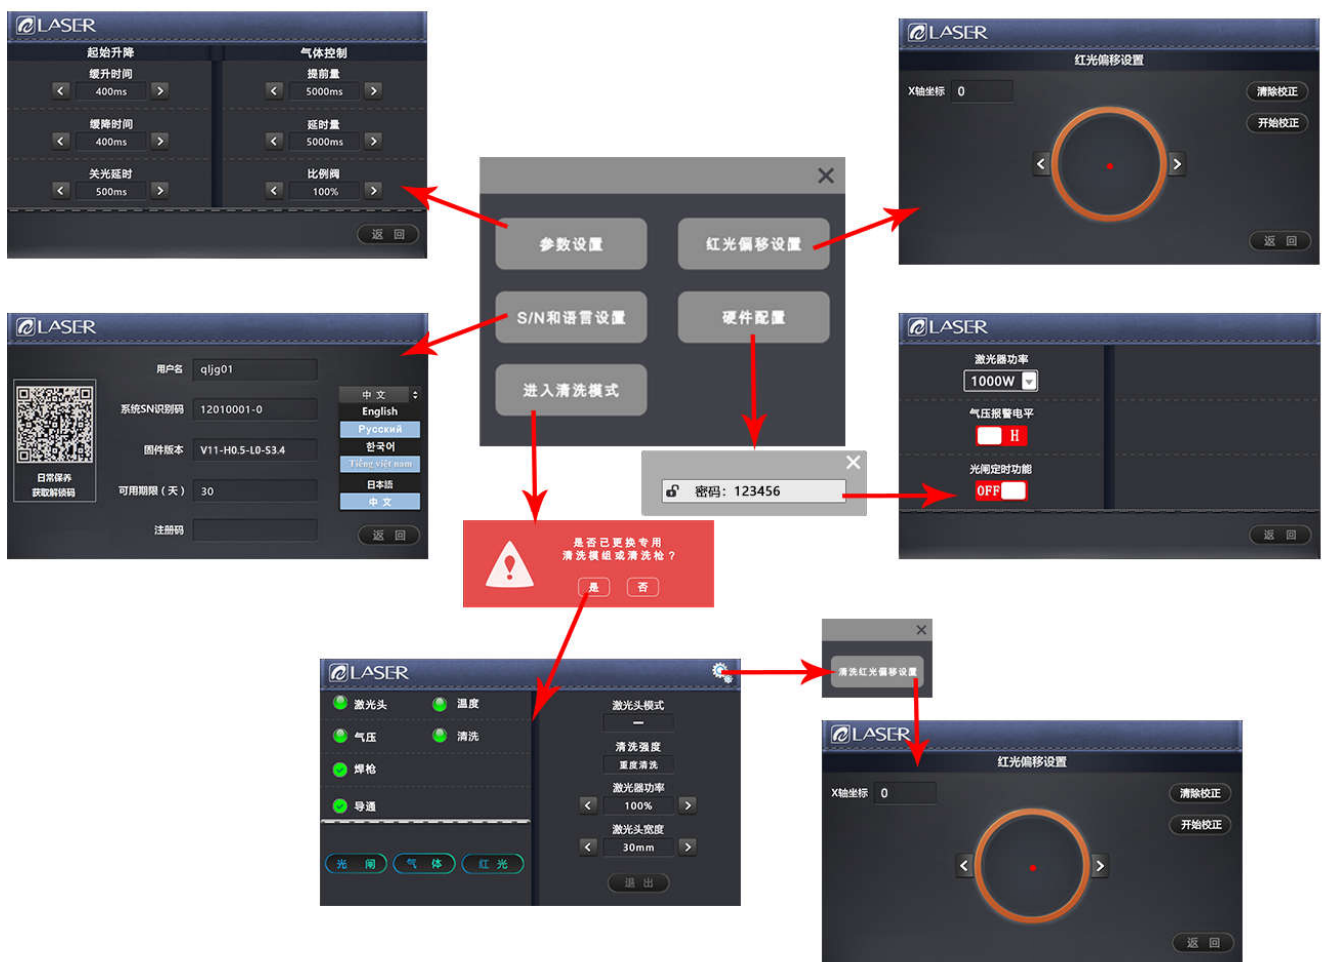 LASER
起始升降
气体控制
缓升时间
400ms
提前量
5000ms
缓降时间
400ms
延时量
5000ms
关光延时
500ms
比例阀
100%
返 回
LASER
红光偏移设置
X轴坐标 0
清除校正
开始校正
返 回
参数设置
红光偏移设置
S/N和语言设置
硬件配置
进入清洗模式
LASER
用户名 qljg01
系统SN识别码 12010001-0
固件版本 V11-H0.5-L0-S3.4
可用期限（天） 30
注册码
日常保养
获取解锁码
中 文
English
Русский
한국어
Tiếng việt nam
日本語
中 文
返 回
LASER
激光器功率
1000W
气压报警电平
H
光闸定时功能
OFF
返 回
密码：123456
是否已更换专用
清洗模组或清洗枪？
是
否
LASER
激光头
温度
气压
清洗
焊枪
导通
光 闸
气 体
红 光
激光头模式
—
清洗强度
重度清洗
激光器功率
100%
激光头宽度
30mm
退 出
清洗红光偏移设置
LASER
红光偏移设置
X轴坐标 0
清除校正
开始校正
返 回